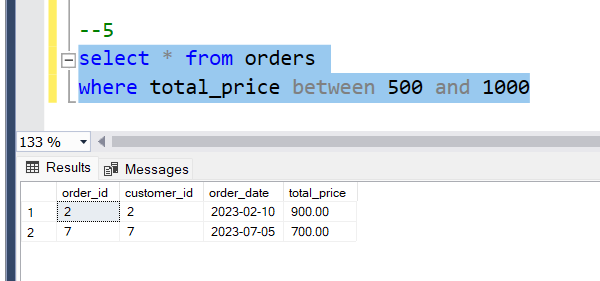 --5
select * from orders
where total_price between 500 and 1000
133 %
Results Messages
order_id customer_id order_date total_price
1 2 2 2023-02-10 900.00
2 7 7 2023-07-05 700.00